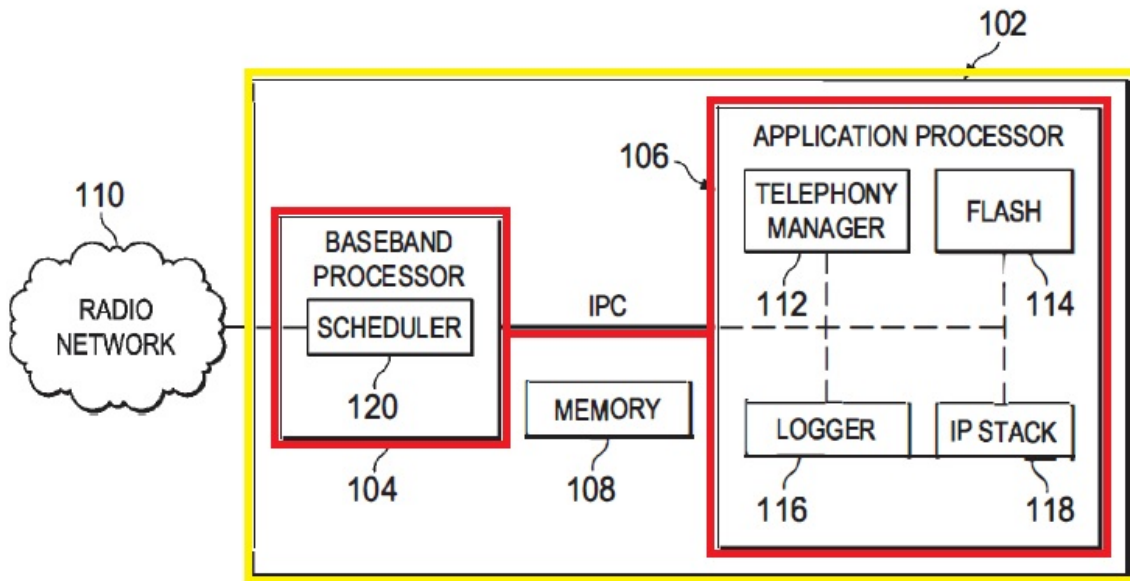 102
APPLICATION PROCESSOR
106
110
TELEPHONY
MANAGER
FLASH
BASEBAND
PROCESSOR
112
114
RADIO
NETWORK
SCHEDULER
IPC
120
MEMORY
LOGGER
IP STACK
104
108
116
118